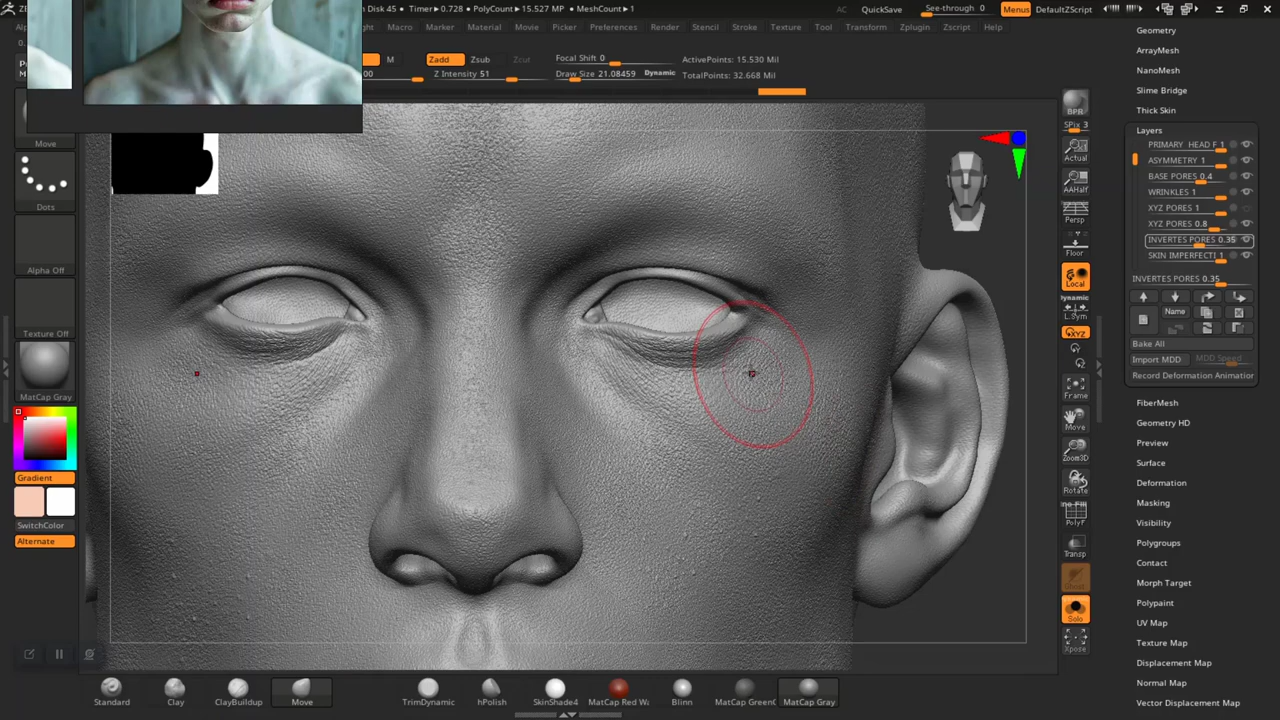 Disk 45 • Timer▸0.728 • PolyCount▸15.527 MP • MeshCount▸1
AC
QuickSave
See-through 0
Menus
DefaultZScript
Macro
Marker
Material
Movie
Picker
Preferences
Render
Stencil
Stroke
Texture
Tool
Transform
Zplugin
Zscript
Help
M
Zadd
Zsub
Zcut
Focal Shift 0
ActivePoints: 15.530 Mil
Z Intensity 51
Draw Size 21.08459
Dynamic
TotalPoints: 32.668 Mil
Move
Dots
Alpha Off
Texture Off
MatCap Gray
Gradient
SwitchColor
Alternate
BPR
SPix 3
Actual
AAHalf
Persp
Floor
Local
Dynamic
L.Sym
XYZ
Frame
Move
Zoom3D
Rotate
PolyF
Transp
Ghost
Solo
Xpose
Geometry
ArrayMesh
NanoMesh
Slime Bridge
Thick Skin
Layers
PRIMARY HEAD F 1
ASYMMETRY 1
BASE PORES 0.4
WRINKLES 1
XYZ PORES 1
XYZ PORES 0.8
INVERTES PORES 0.35
SKIN IMPERFECTI 1
INVERTES PORES 0.35
Name
Bake All
Import MDD
MDD Speed
Record Deformation Animation
FiberMesh
Geometry HD
Preview
Surface
Deformation
Masking
Visibility
Polygroups
Contact
Morph Target
Polypaint
UV Map
Texture Map
Displacement Map
Normal Map
Vector Displacement Map
Standard
Clay
ClayBuildup
Move
TrimDynamic
hPolish
SkinShade4
MatCap Red Wa
Blinn
MatCap GreenC
MatCap Gray